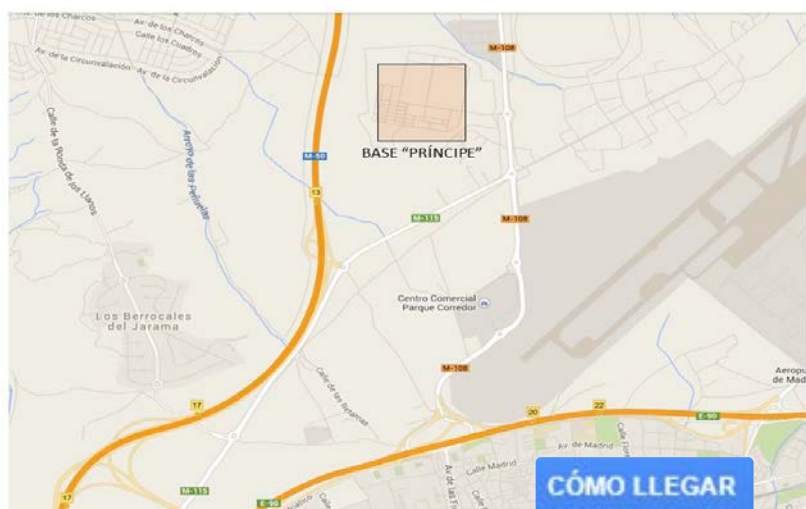 Av. de los Charcos
Av. de los Charcos
Calle los Cuadros
Av. de la Circunvalación
Av. de la Circunvalación
M-108
Calle de la Ronda de los Llanos
Arroyo de las Peñuelas
BASE “PRÍNCIPE”
M-50
13
M-115
M-108
Centro Comercial
Parque Corredor
Los Berrocales
del Jarama
M-108
Calle de las Retamas
Aeropu
de Mad
17
20
22
E-90
Av. de Madrid
Calle Madrid
17
M-115
E-90
CÓMO LLEGAR